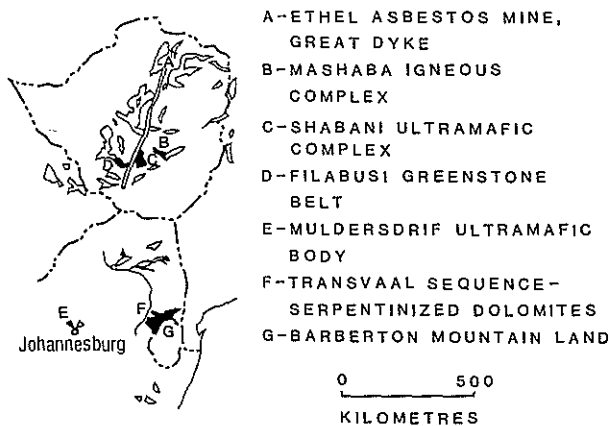 A-ETHEL ASBESTOS MINE,
GREAT DYKE
B-MASHABA IGNEOUS
COMPLEX
C-SHABANI ULTRAMAFIC
COMPLEX
D-FILABUSI GREENSTONE
BELT
E-MULDERSDRIF ULTRAMAFIC
BODY
F-TRANSVAAL SEQUENCE-
SERPENTINIZED DOLOMITES
G-BARBERTON MOUNTAIN LAND
A
B
C
D
E
F
G
Johannesburg
0 500
KILOMETRES